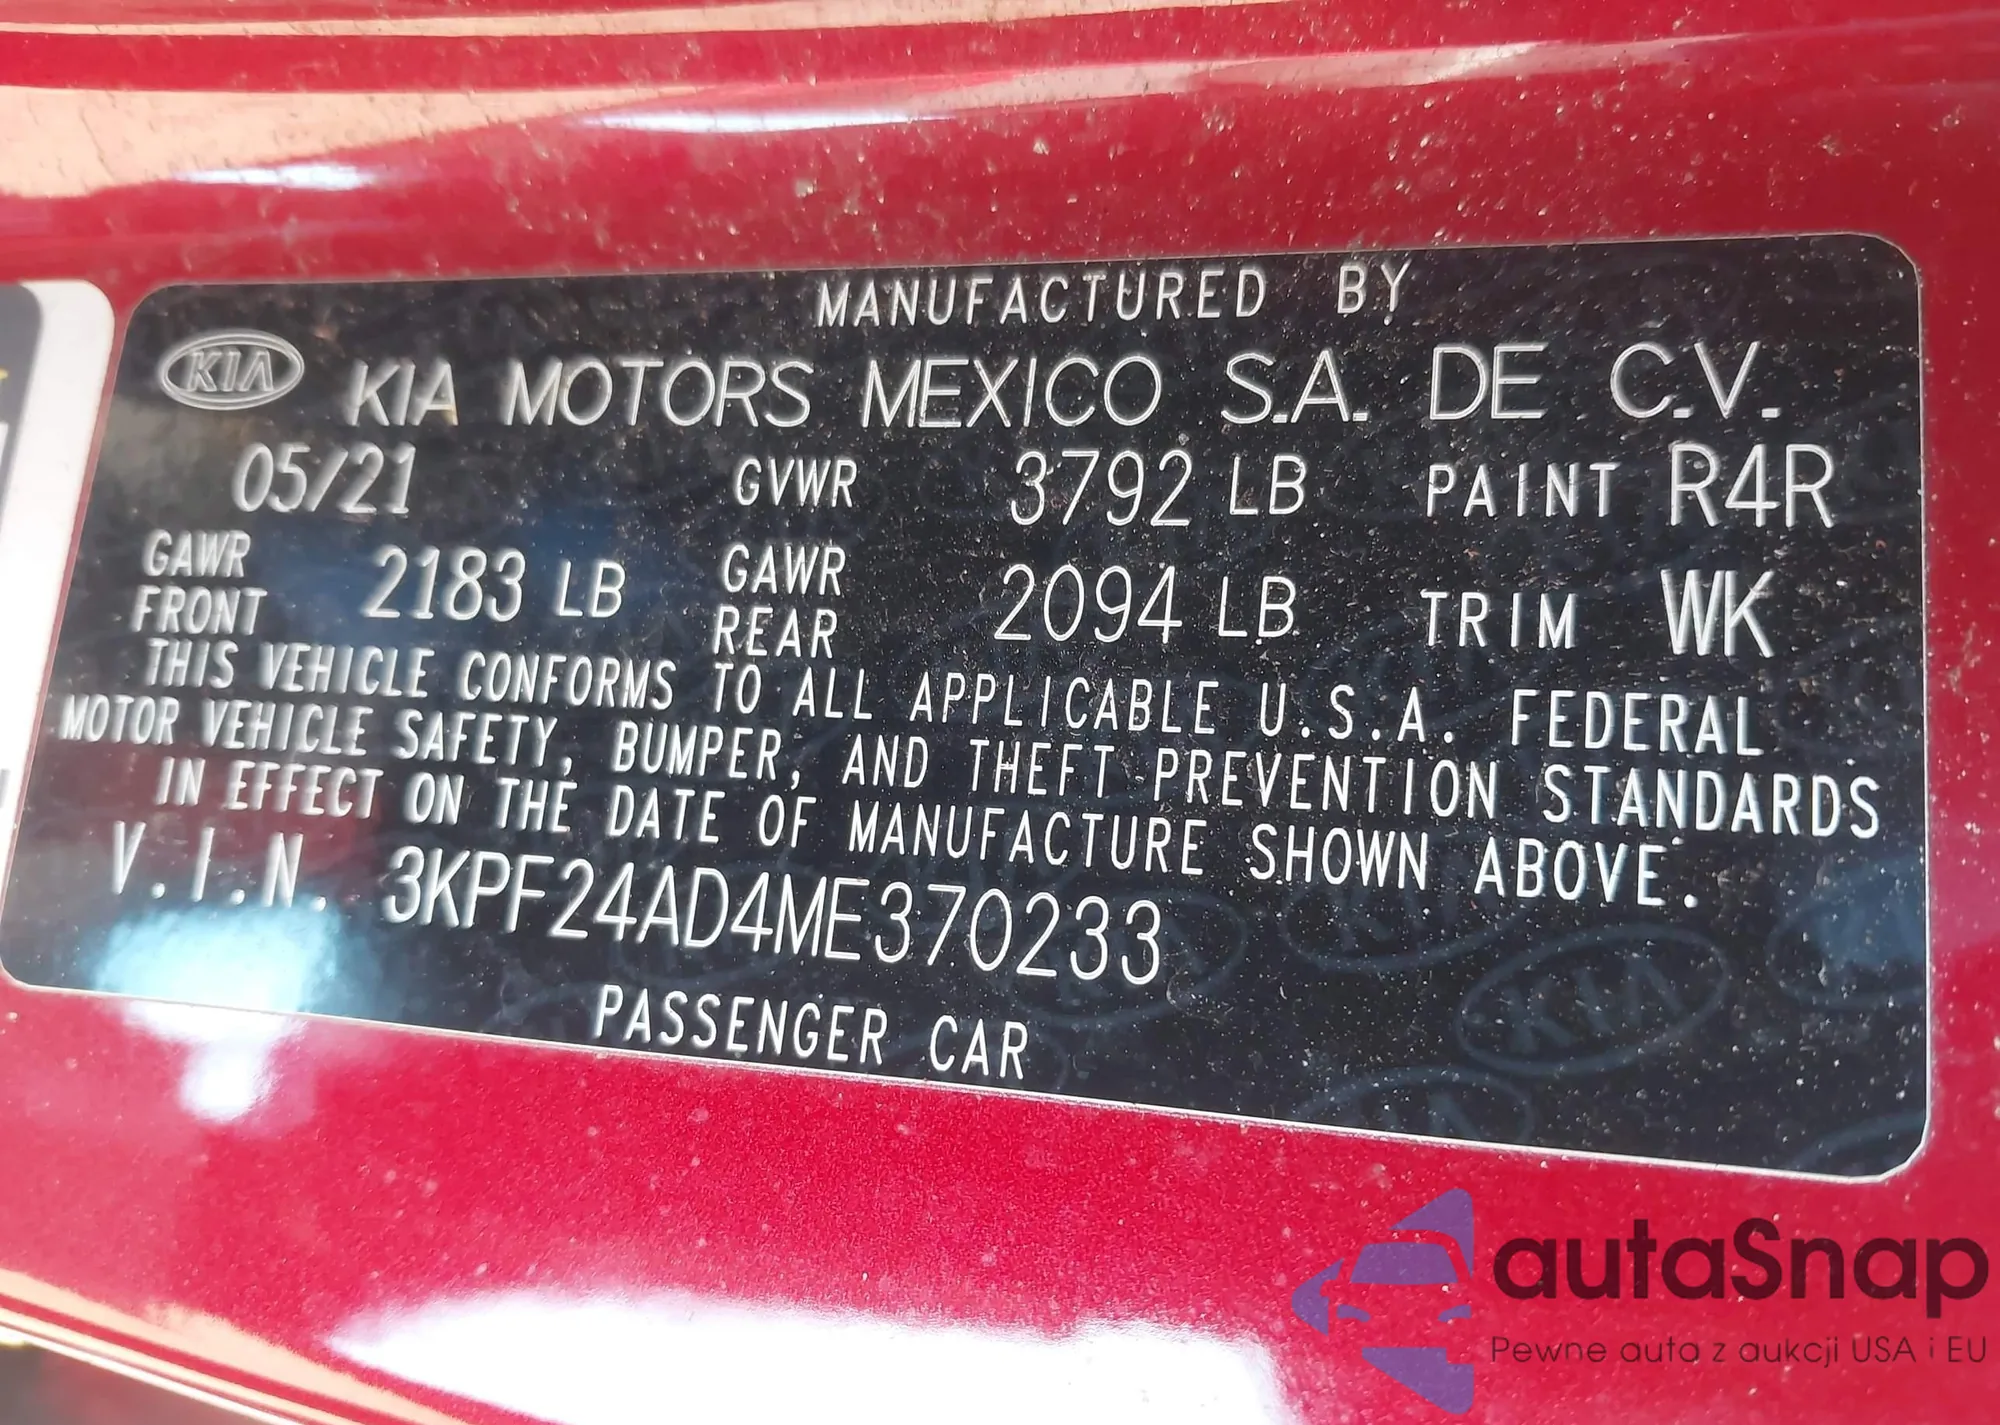 MANUFACTURED BY
KIA KIA MOTORS MEXICO S.A. DE C.V.
05/21 GVWR 3792 LB PAINT R4R
GAWR FRONT 2183 LB GAWR REAR 2094 LB TRIM WK
THIS VEHICLE CONFORMS TO ALL APPLICABLE U.S.A. FEDERAL
MOTOR VEHICLE SAFETY, BUMPER, AND THEFT PREVENTION STANDARDS
IN EFFECT ON THE DATE OF MANUFACTURE SHOWN ABOVE.
V.I.N. 3KPF24AD4ME370233
PASSENGER CAR
autaSnap
Pewne auta z aukcji USA i EU